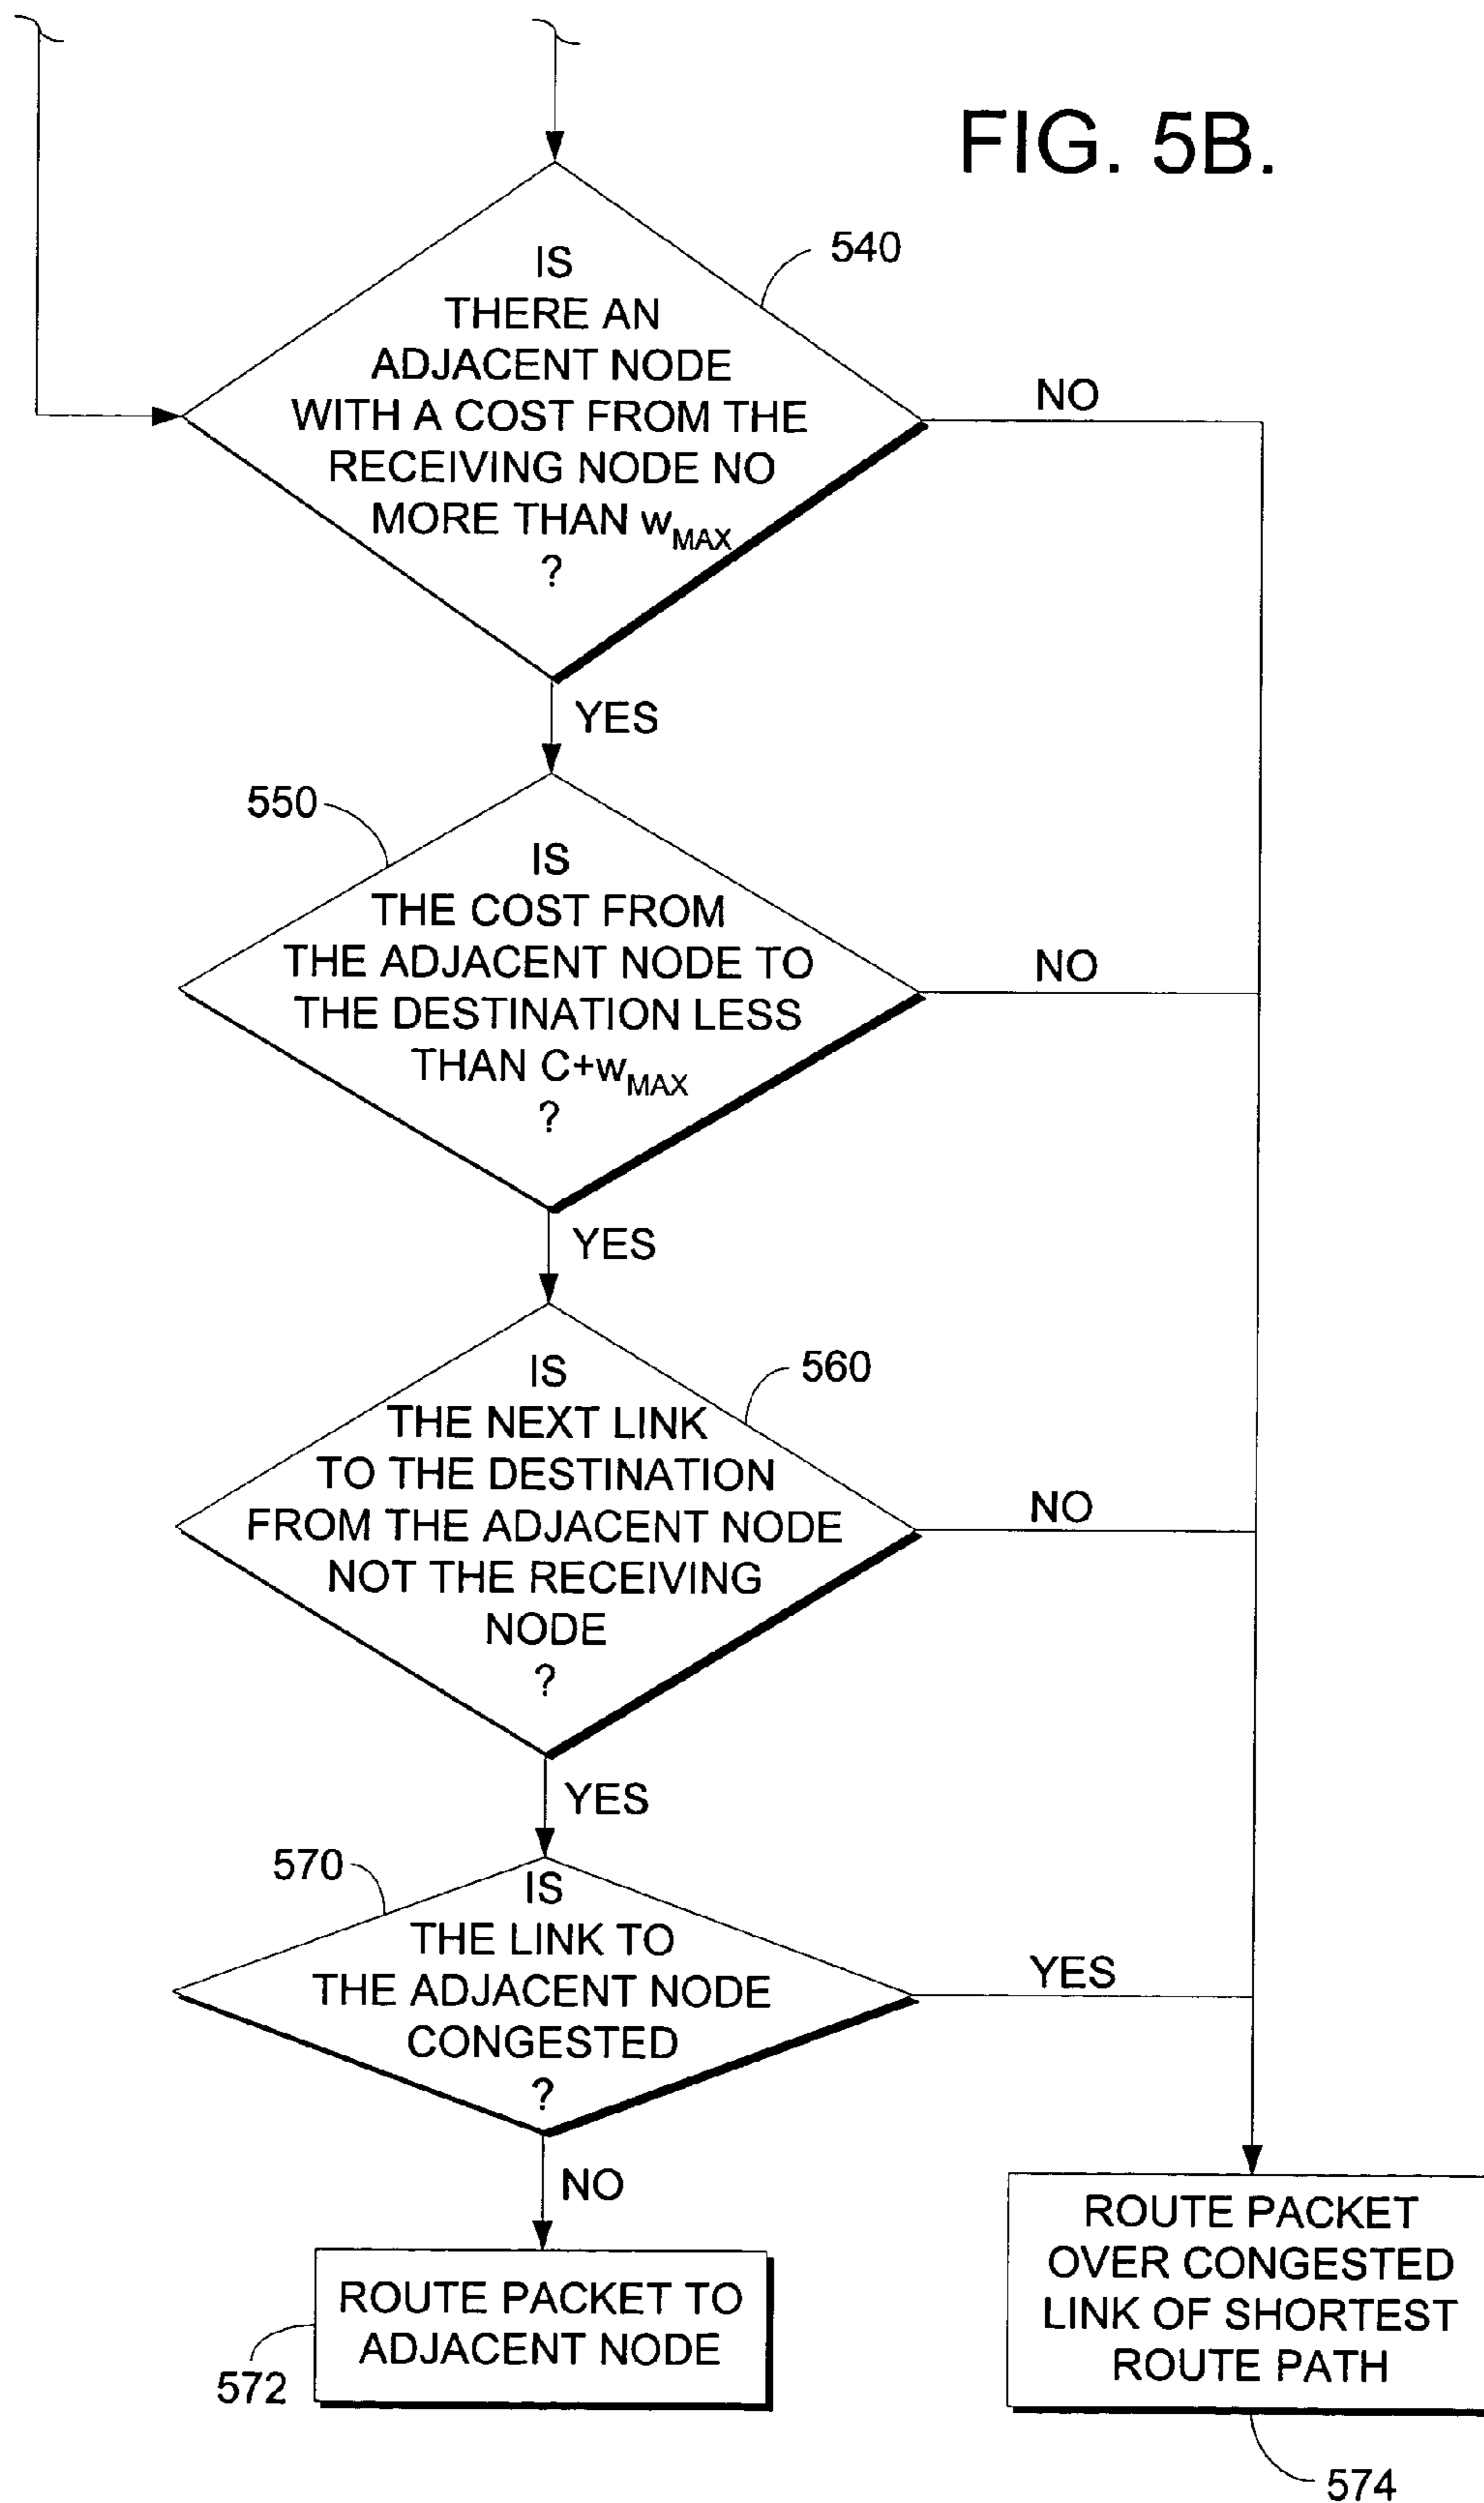 FIG. 5B.
IS
THERE AN
ADJACENT NODE
WITH A COST FROM THE
RECEIVING NODE NO
MORE THAN wMAX
?
540
NO
YES
550
IS
THE COST FROM
THE ADJACENT NODE TO
THE DESTINATION LESS
THAN C+wMAX
?
NO
YES
560
IS
THE NEXT LINK
TO THE DESTINATION
FROM THE ADJACENT NODE
NOT THE RECEIVING
NODE
?
NO
YES
570
IS
THE LINK TO
THE ADJACENT NODE
CONGESTED
?
YES
NO
ROUTE PACKET TO
ADJACENT NODE
572
ROUTE PACKET
OVER CONGESTED
LINK OF SHORTEST
ROUTE PATH
574